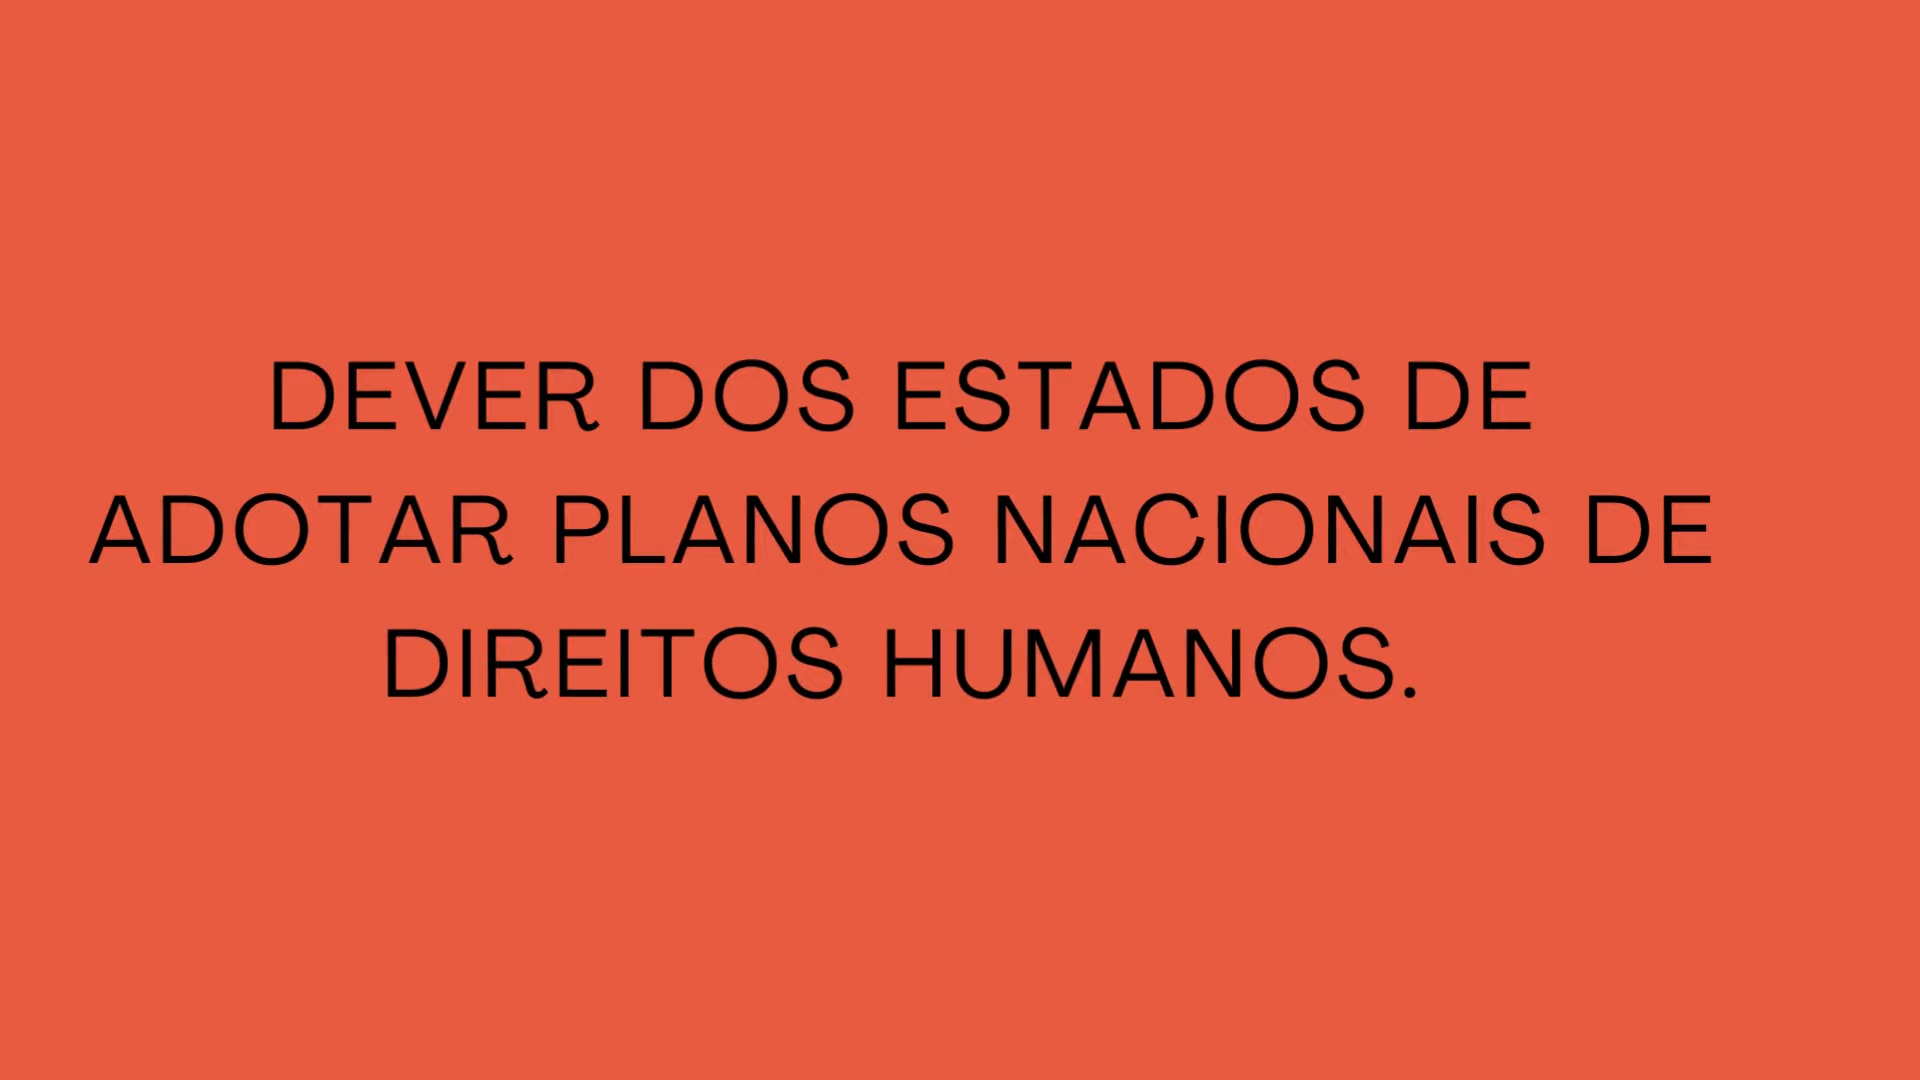 DEVER DOS ESTADOS DE
ADOTAR PLANOS NACIONAIS DE
DIREITOS HUMANOS.